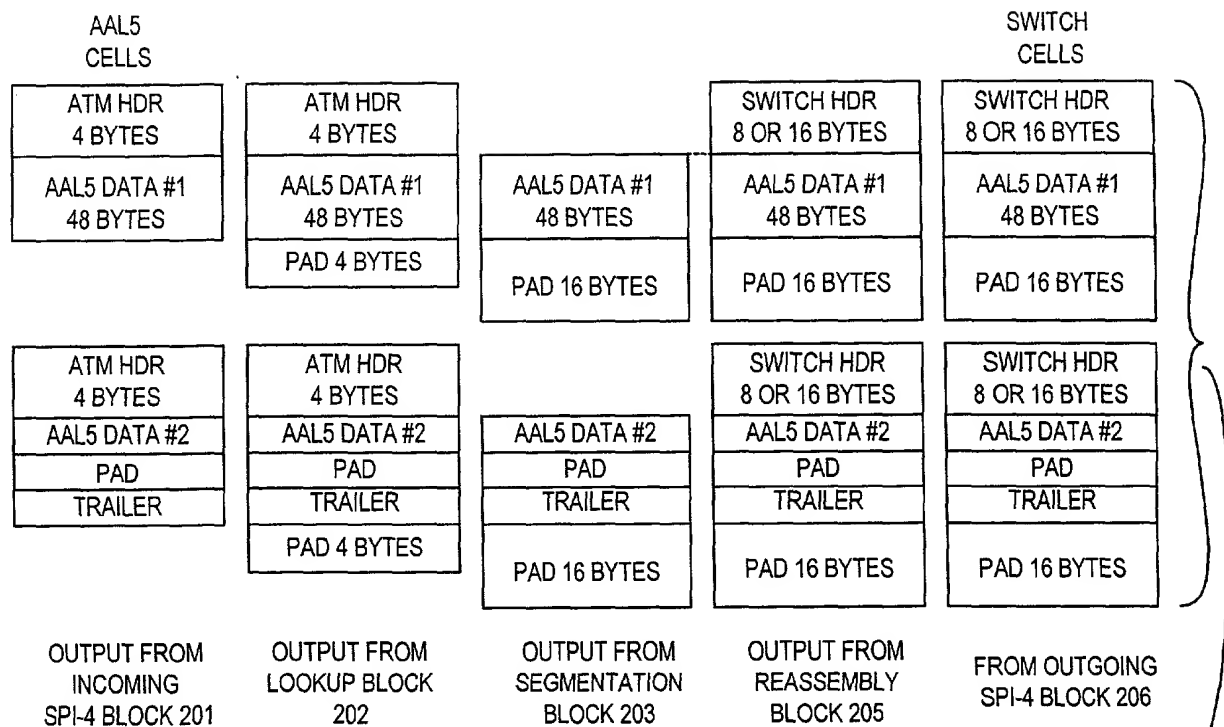 AAL5
CELLS
SWITCH
CELLS
ATM HDR
4 BYTES
AAL5 DATA #1
48 BYTES
ATM HDR
4 BYTES
AAL5 DATA #1
48 BYTES
PAD 4 BYTES
AAL5 DATA #1
48 BYTES
PAD 16 BYTES
SWITCH HDR
8 OR 16 BYTES
AAL5 DATA #1
48 BYTES
PAD 16 BYTES
SWITCH HDR
8 OR 16 BYTES
AAL5 DATA #1
48 BYTES
PAD 16 BYTES
ATM HDR
4 BYTES
AAL5 DATA #2
PAD
TRAILER
ATM HDR
4 BYTES
AAL5 DATA #2
PAD
TRAILER
PAD 4 BYTES
AAL5 DATA #2
PAD
TRAILER
PAD 16 BYTES
SWITCH HDR
8 OR 16 BYTES
AAL5 DATA #2
PAD
TRAILER
PAD 16 BYTES
SWITCH HDR
8 OR 16 BYTES
AAL5 DATA #2
PAD
TRAILER
PAD 16 BYTES
OUTPUT FROM
INCOMING
SPI-4 BLOCK 201
OUTPUT FROM
LOOKUP BLOCK
202
OUTPUT FROM
SEGMENTATION
BLOCK 203
OUTPUT FROM
REASSEMBLY
BLOCK 205
FROM OUTGOING
SPI-4 BLOCK 206